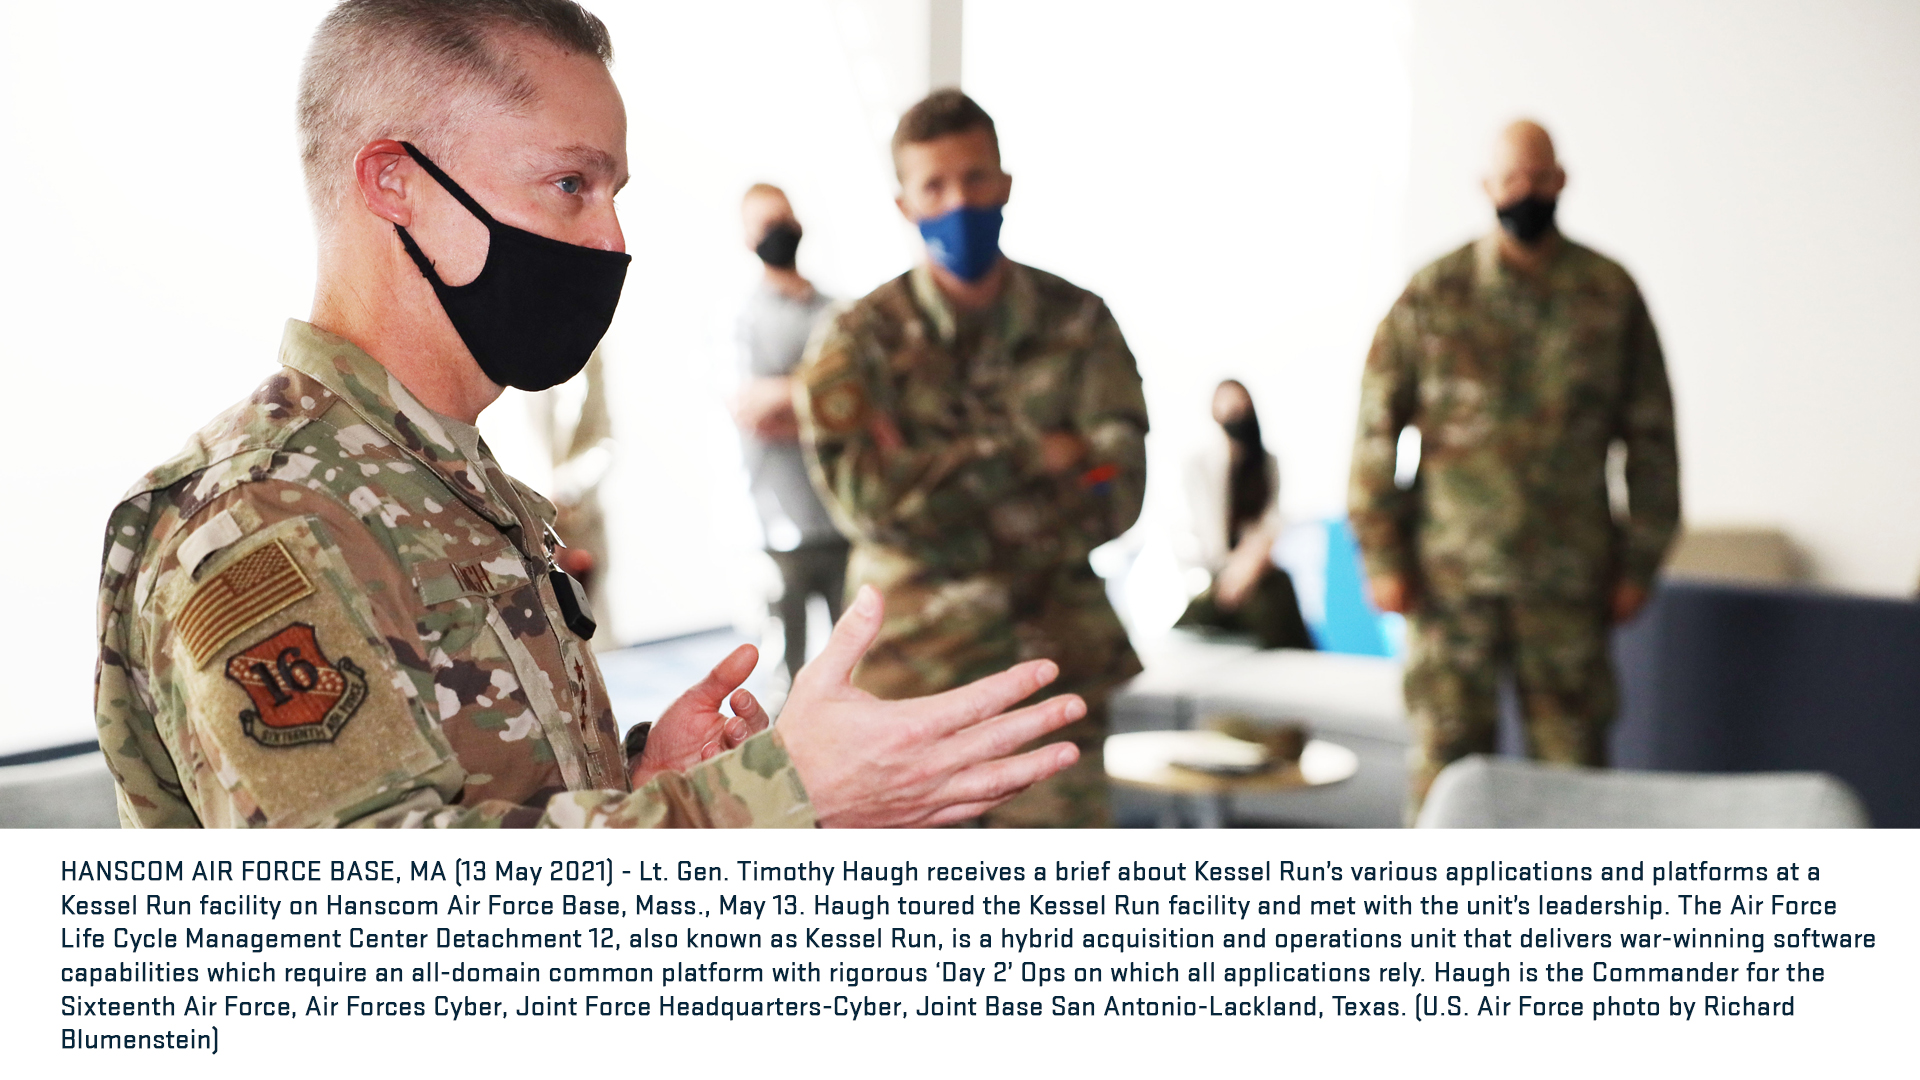 16
SIXTEENTH AIR FORCE
HANSCOM AIR FORCE BASE, MA (13 May 2021) - Lt. Gen. Timothy Haugh receives a brief about Kessel Run's various applications and platforms at a
Kessel Run facility on Hanscom Air Force Base, Mass., May 13. Haugh toured the Kessel Run facility and met with the unit's leadership. The Air Force
Life Cycle Management Center Detachment 12, also known as Kessel Run, is a hybrid acquisition and operations unit that delivers war-winning software
capabilities which require an all-domain common platform with rigorous ‘Day 2’ Ops on which all applications rely. Haugh is the Commander for the
Sixteenth Air Force, Air Forces Cyber, Joint Force Headquarters-Cyber, Joint Base San Antonio-Lackland, Texas. (U.S. Air Force photo by Richard
Blumenstein)